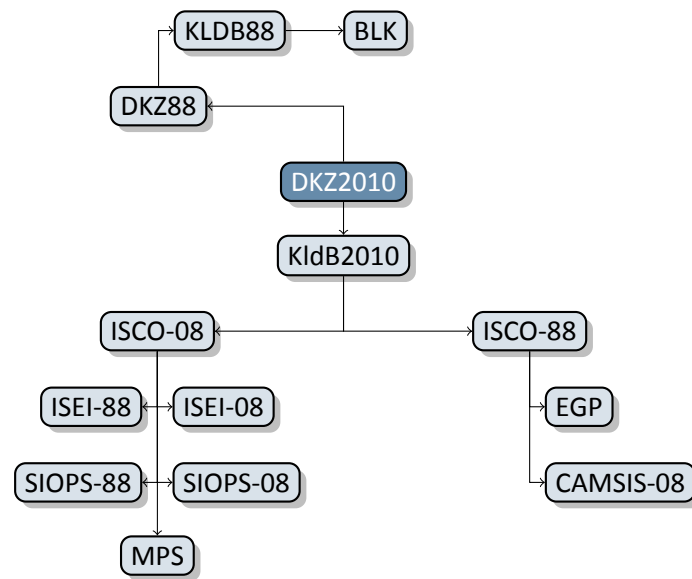 KLDB88 BLK
DKZ88
DKZ2010
KldB2010
ISCO-08 ISCO-88
ISEI-88 ISEI-08 EGP
SIOPS-88 SIOPS-08 CAMSIS-08
MPS